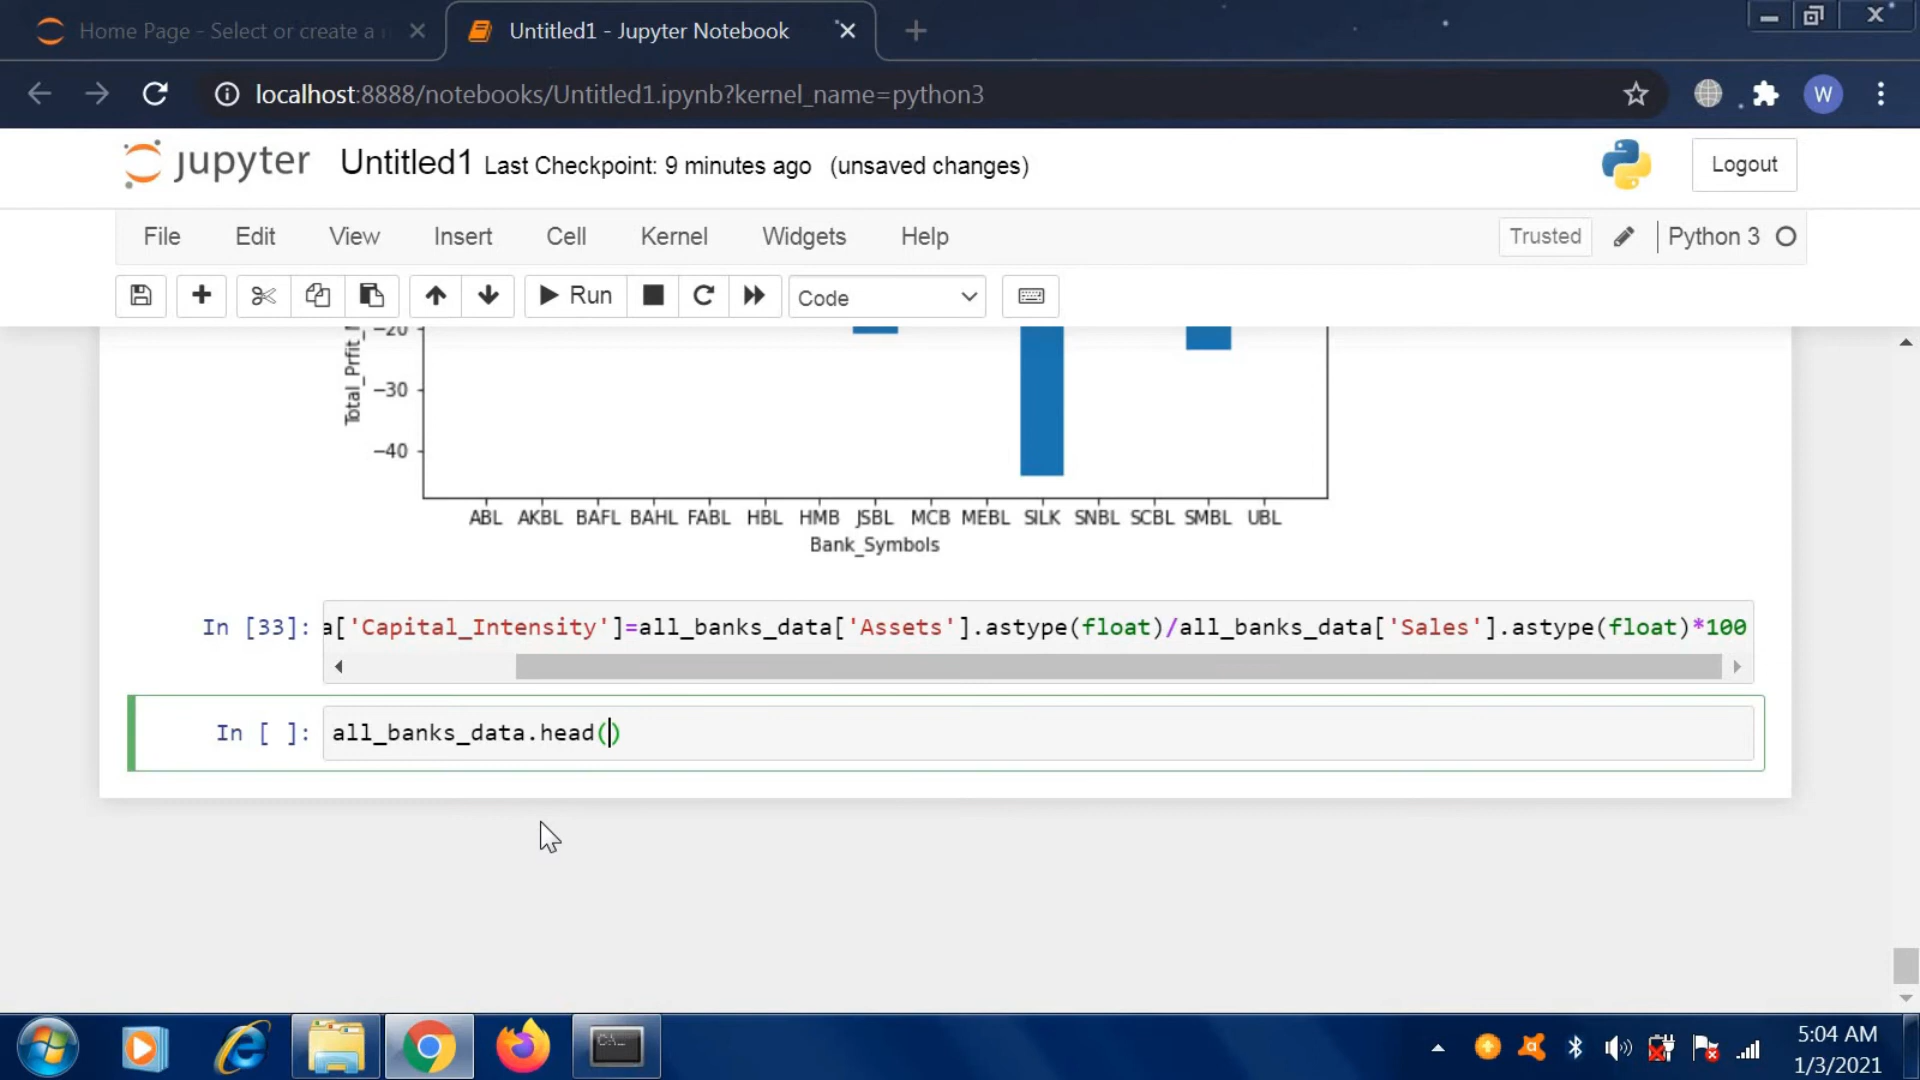 Home Page - Select or create a n
Untitled1 - Jupyter Notebook
localhost:8888/notebooks/Untitled1.ipynb?kernel_name=python3
W
jupyter Untitled1 Last Checkpoint: 9 minutes ago (unsaved changes)
Logout
File Edit View Insert Cell Kernel Widgets Help
Trusted Python 3
Run Code
−20
−30
−40
Total_Prfit_
ABL AKBL BAFL BAHL FABL HBL HMB JSBL MCB MEBL SILK SNBL SCBL SMBL UBL
Bank_Symbols
In [33]: a['Capital_Intensity']=all_banks_data['Assets'].astype(float)/all_banks_data['Sales'].astype(float)*100
In [ ]: all_banks_data.head()
5:04 AM
1/3/2021